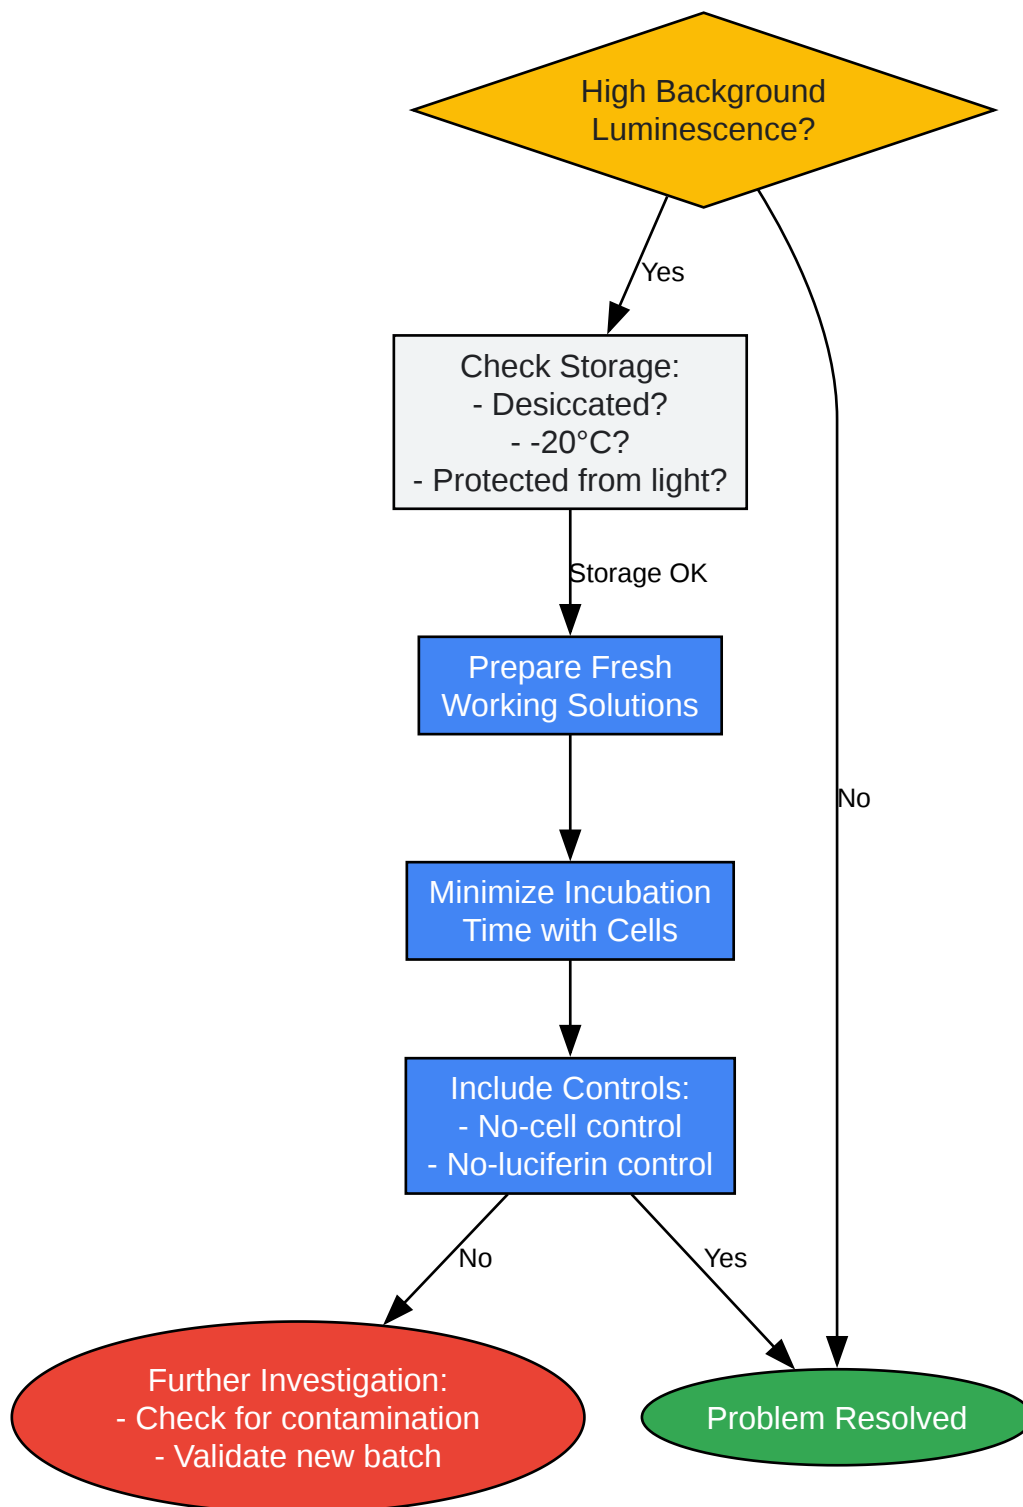 High Background
Luminescence?
Yes
Check Storage:
- Desiccated?
- -20°C?
- Protected from light?
Storage OK
Prepare Fresh
Working Solutions
No
Minimize Incubation
Time with Cells
Include Controls:
- No-cell control
- No-luciferin control
No
Yes
Further Investigation:
- Check for contamination
- Validate new batch
Problem Resolved